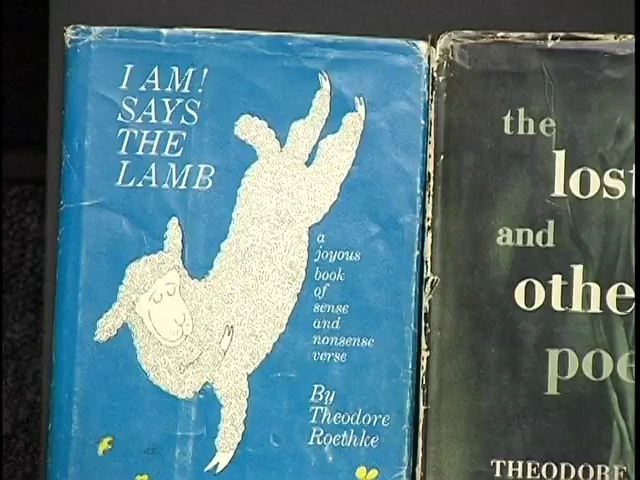 I AM!
SAYS
THE
LAMB
a
joyous
book
of
sense
and
nonsense
verse
By
Theodore
Roethke
the
lost
and
othe
poe
THEODORE